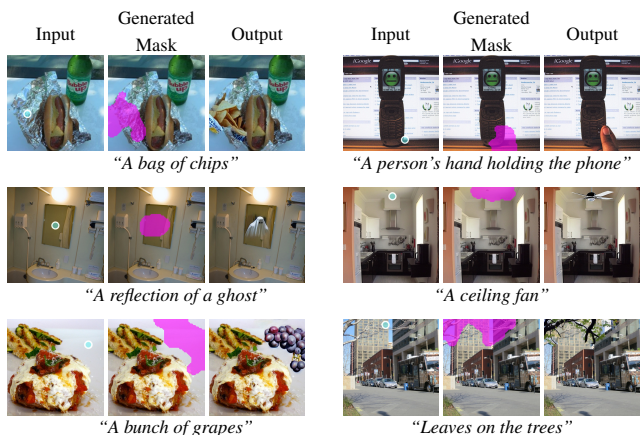 Input Generated Mask Output
"A bag of chips"
"A reflection of a ghost"
"A bunch of grapes"
Input Generated Mask Output
iGoogle
"A person's hand holding the phone"
"A ceiling fan"
"Leaves on the trees"